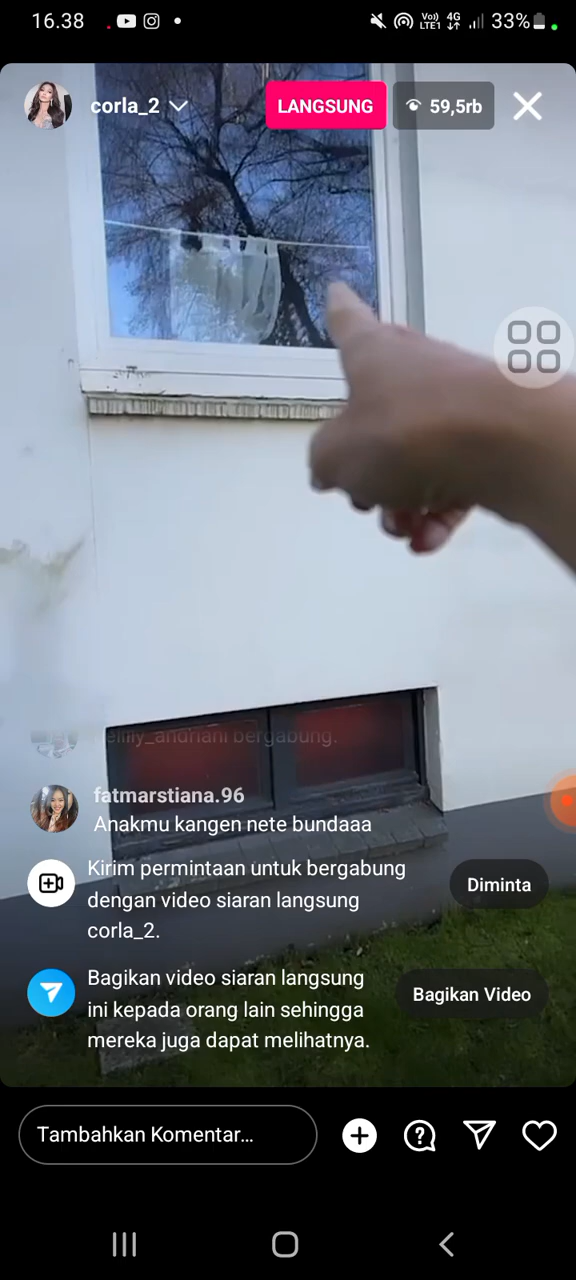 16.38
Vo))
LTE1
4G
33%
corla_2
LANGSUNG
59,5rb
bergabung.
fatmarstiana.96
Anakmu kangen nete bundaaa
Kirim permintaan untuk bergabung
dengan video siaran langsung
corla_2.
Diminta
Bagikan video siaran langsung
ini kepada orang lain sehingga
mereka juga dapat melihatnya.
Bagikan Video
Tambahkan Komentar...